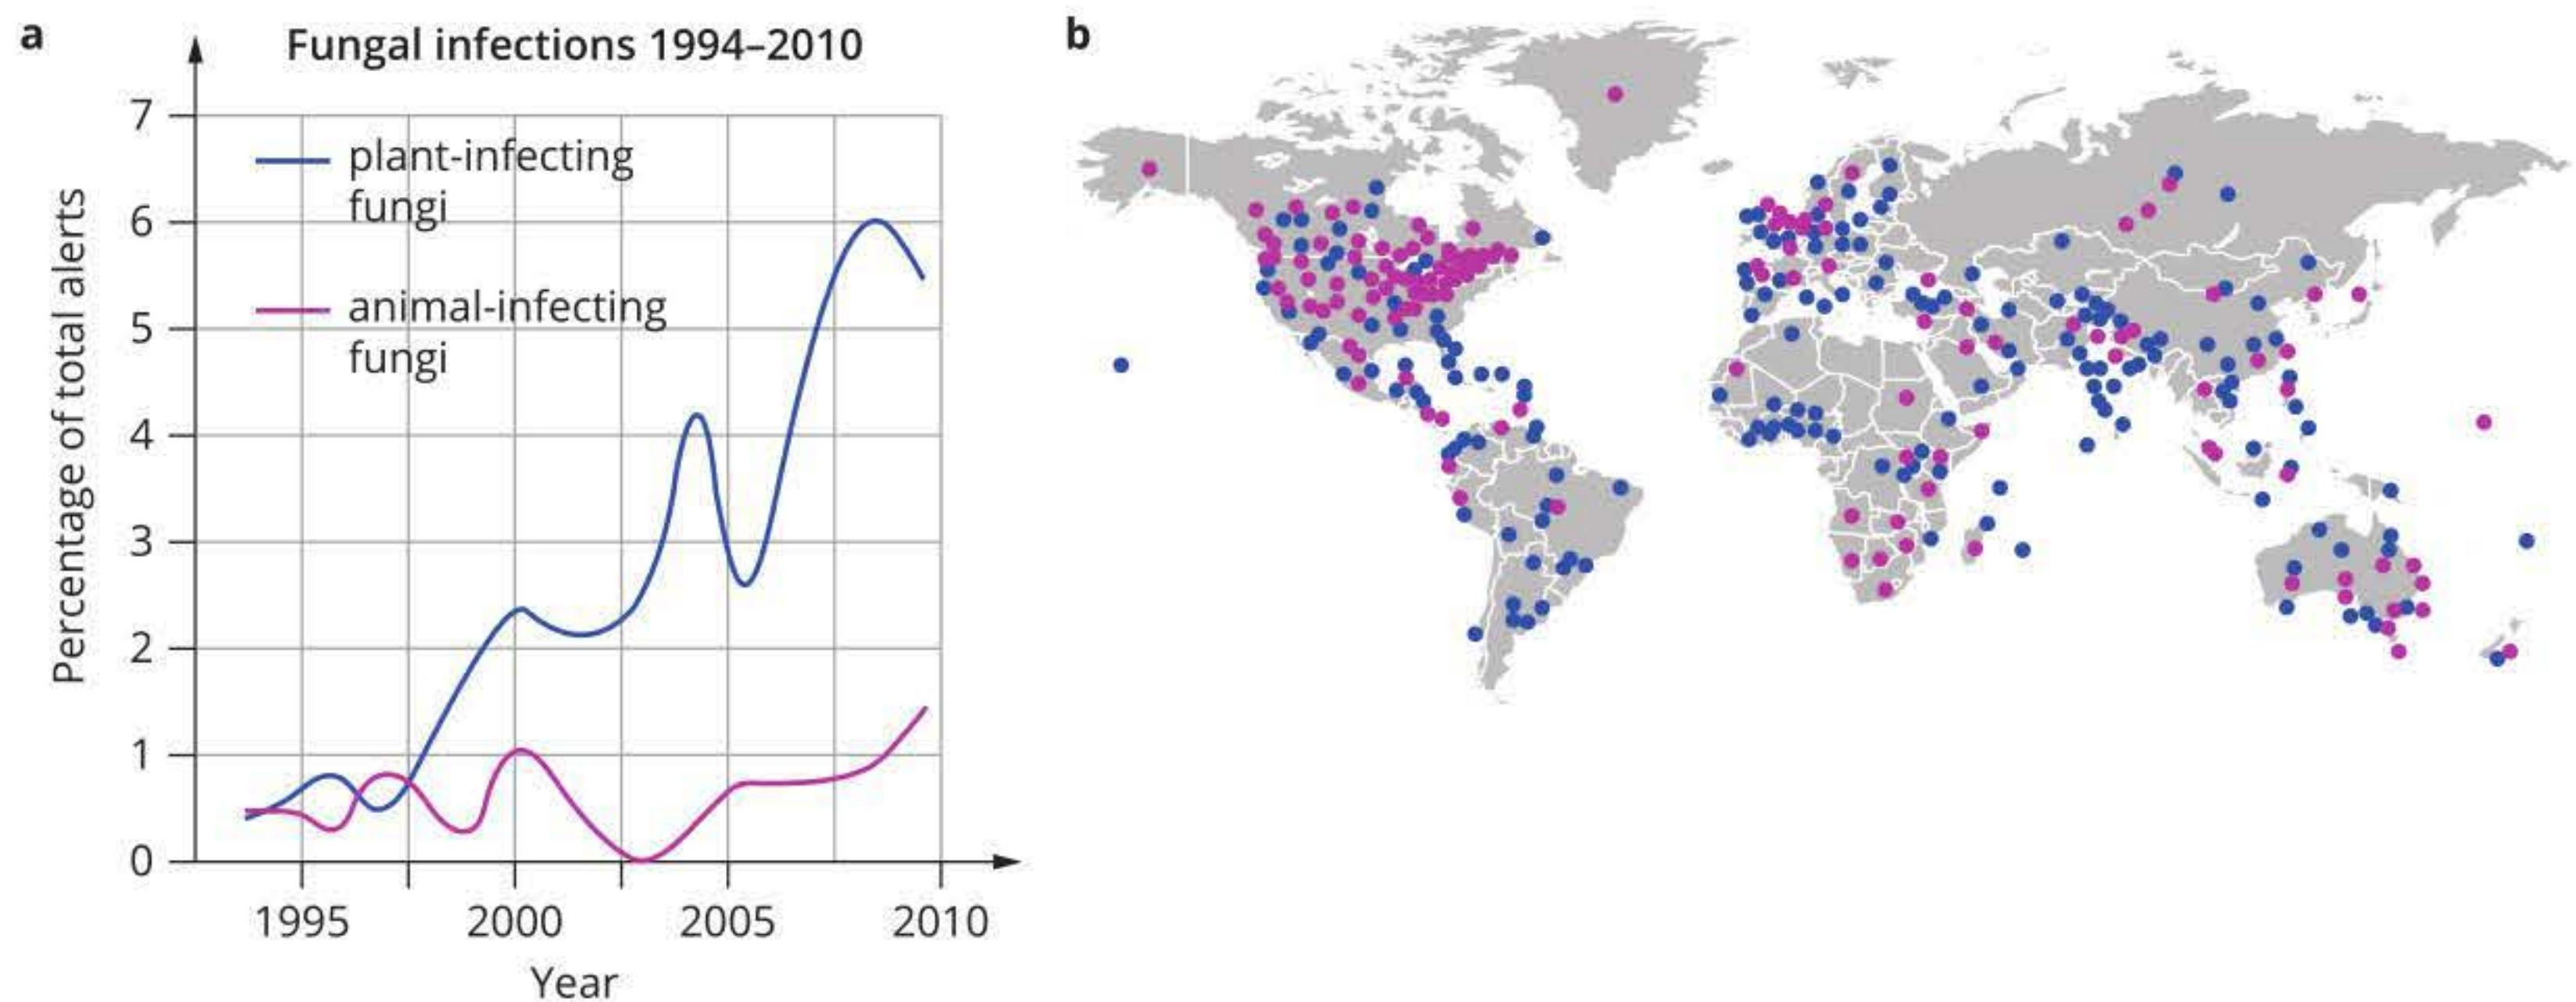 a
Fungal infections 1994–2010
7
6
5
4
3
2
1
0
Percentage of total alerts
plant-infecting
fungi
animal-infecting
fungi
1995 2000 2005 2010
Year
b